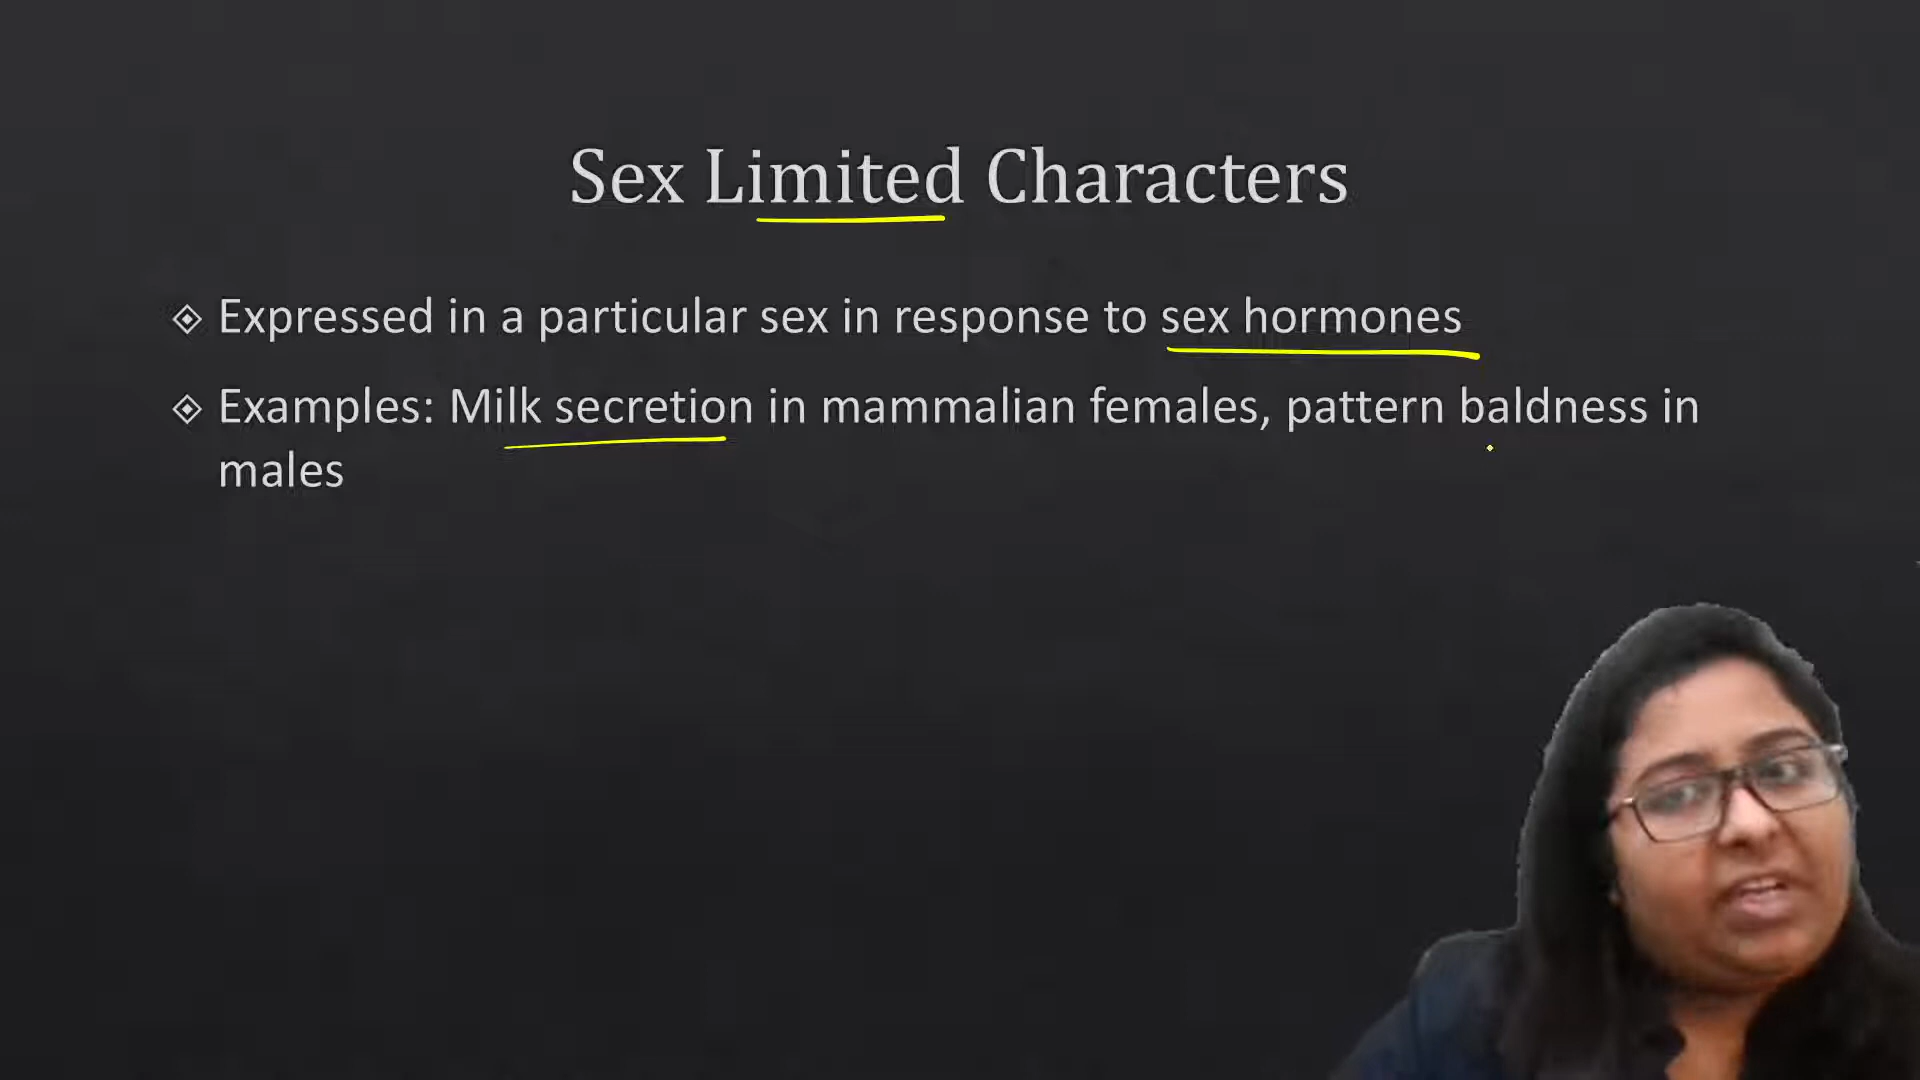 Sex Limited Characters
Expressed in a particular sex in response to sex hormones
Examples: Milk secretion in mammalian females, pattern baldness in
males